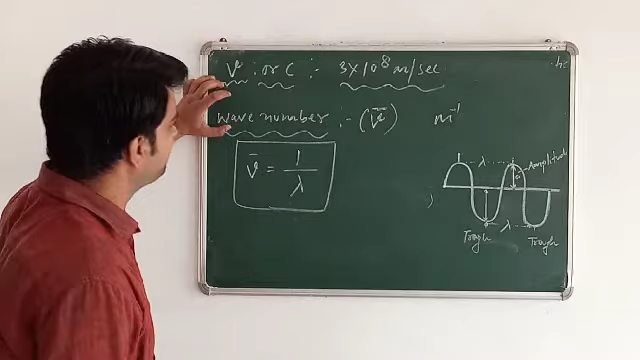 v or c :- 3×10⁸ m/sec
wave number :- (v̅) m⁻¹
v̅ = 1/λ
λ
Amplitude
a
λ
Trough Trough